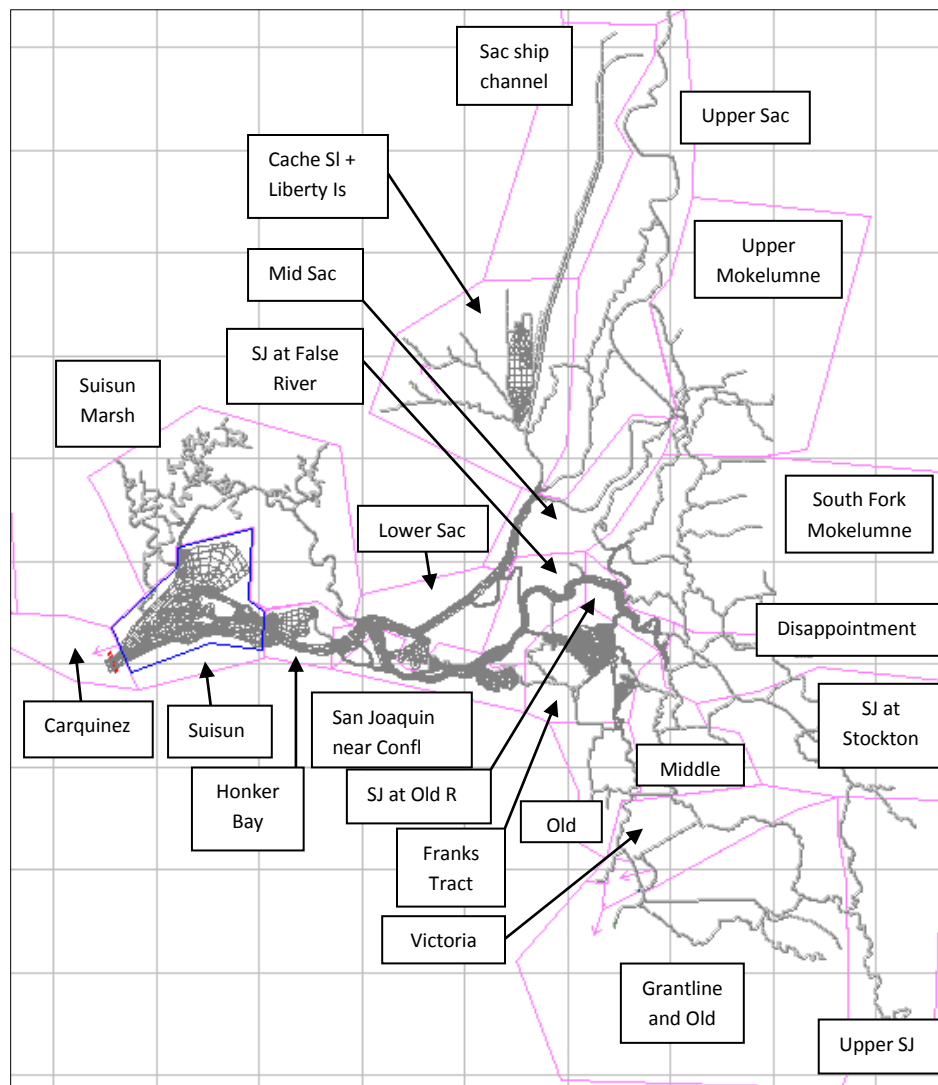 Sac ship
channel
Upper Sac
Cache Sl +
Liberty Is
Upper
Mokelumne
Mid Sac
SJ at False
River
Suisun
Marsh
South Fork
Mokelumne
Lower Sac
Disappointment
Carquinez
Suisun
San Joaquin
near Confl
SJ at
Stockton
Honker
Bay
SJ at Old R
Middle
Old
Franks
Tract
Victoria
Grantline
and Old
Upper SJ